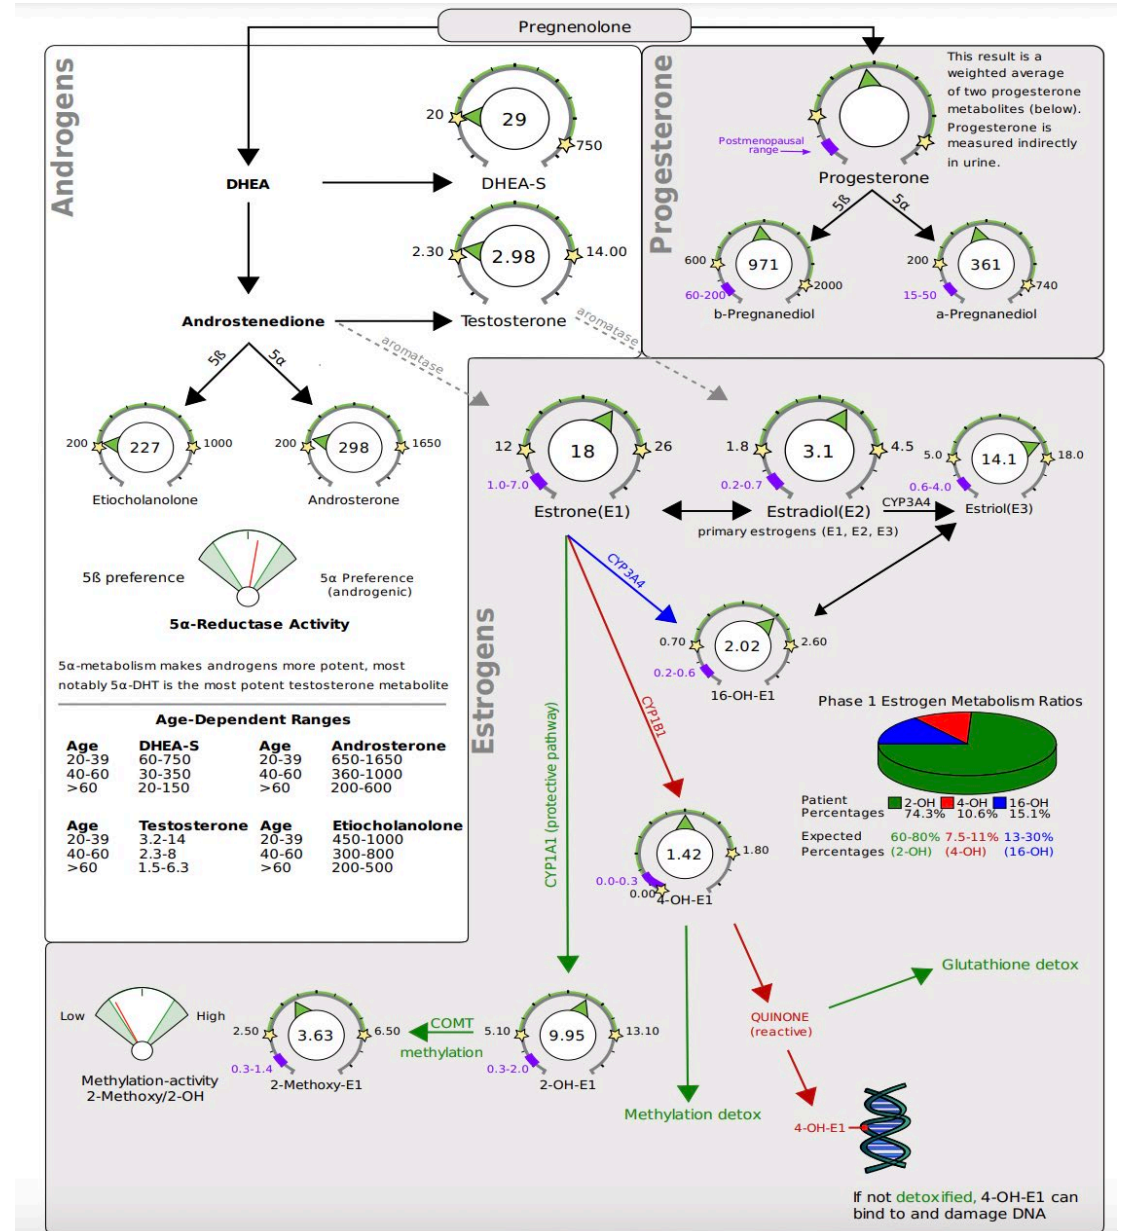 Pregnenolone
Androgens
20
29
750
DHEA
DHEA-S
2.30
2.98
14.00
Androstenedione
Testosterone
aromatase
aromatase
5ß
5α
200
227
1000
200
298
1650
Etiocholanolone
Androsterone
5ß preference
5α Preference
(androgenic)
5α-Reductase Activity
5α-metabolism makes androgens more potent, most
notably 5α-DHT is the most potent testosterone metabolite
Age-Dependent Ranges
Age DHEA-S Age Androsterone
20-39 60-750 20-39 650-1650
40-60 30-350 40-60 360-1000
>60 20-150 >60 200-600
Age Testosterone Age Etiocholanolone
20-39 3.2-14 20-39 450-1000
40-60 2.3-8 40-60 300-800
>60 1.5-6.3 >60 200-500
Progesterone
This result is a
weighted average
of two progesterone
metabolites (below).
Progesterone is
measured indirectly
in urine.
Postmenopausal
range
Progesterone
5ß
5α
600
971
2000
60-200
b-Pregnanediol
200
361
740
15-50
a-Pregnanediol
Estrogens
12
18
26
1.0-7.0
Estrone(E1)
1.8
3.1
4.5
0.2-0.7
Estradiol(E2)
CYP3A4
5.0
14.1
18.0
0.6-4.0
Estriol(E3)
primary estrogens (E1, E2, E3)
CYP3A4
0.70
2.02
2.60
0.2-0.6
16-OH-E1
CYP1B1
CYP1A1 (protective pathway)
Phase 1 Estrogen Metabolism Ratios
Patient 2-OH 4-OH 16-OH
Percentages 74.3% 10.6% 15.1%
Expected 60-80% 7.5-11% 13-30%
Percentages (2-OH) (4-OH) (16-OH)
1.42
1.80
0.0-0.3
0.00
4-OH-E1
Low
High
Methylation-activity
2-Methoxy/2-OH
2.50
3.63
6.50
0.3-1.4
2-Methoxy-E1
COMT
methylation
5.10
9.95
13.10
0.3-2.0
2-OH-E1
Glutathione detox
QUINONE
(reactive)
Methylation detox
4-OH-E1
If not detoxified, 4-OH-E1 can
bind to and damage DNA